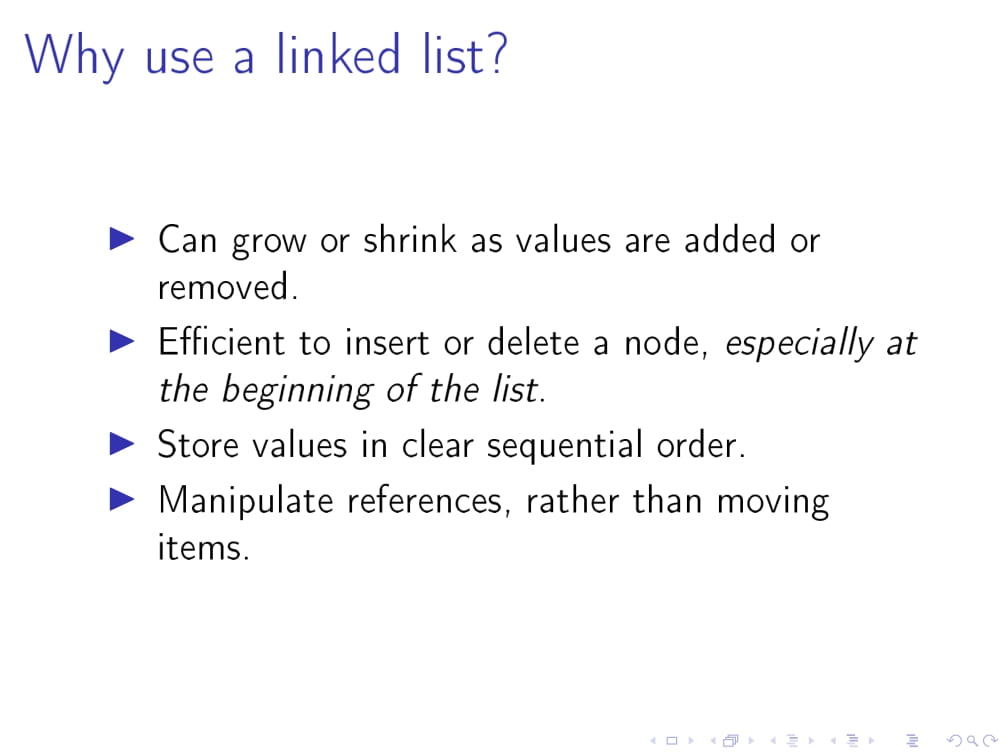 Why use a linked list?
Can grow or shrink as values are added or
removed.
Efficient to insert or delete a node, especially at
the beginning of the list.
Store values in clear sequential order.
Manipulate references, rather than moving
items.